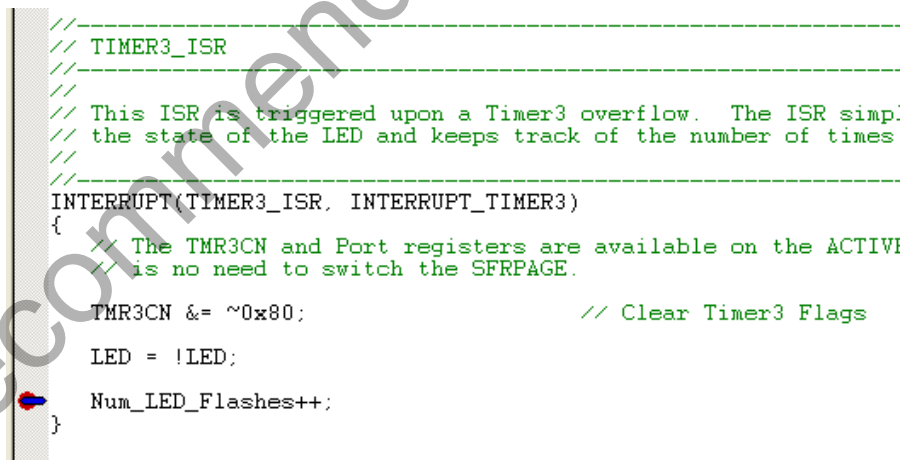 //------------------------------------------------------------------------
// TIMER3_ISR
//------------------------------------------------------------------------
//
// This ISR is triggered upon a Timer3 overflow.  The ISR simpl
// the state of the LED and keeps track of the number of times
//
//------------------------------------------------------------------------
INTERRUPT(TIMER3_ISR, INTERRUPT_TIMER3)
{
   // The TMR3CN and Port registers are available on the ACTIVE
   // is no need to switch the SFRPAGE.
   TMR3CN &= ~0x80;                          // Clear Timer3 Flags
   LED = !LED;
   Num_LED_Flashes++;
}
ecommen